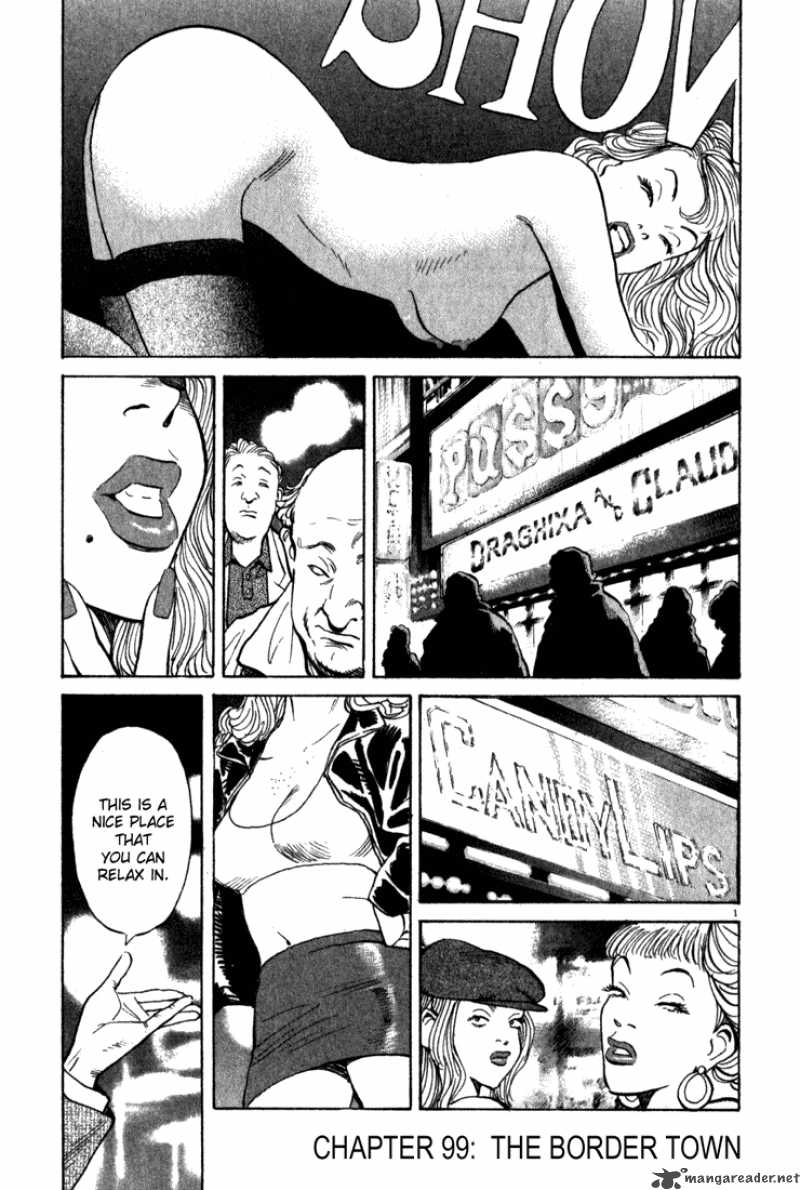 SHOW
PUSSY
DRAGHIXA AND CLAUD
THIS IS A
NICE PLACE
THAT
YOU CAN
RELAX IN.
CANDY LIPS
1
CHAPTER 99: THE BORDER TOWN
mangareader.net